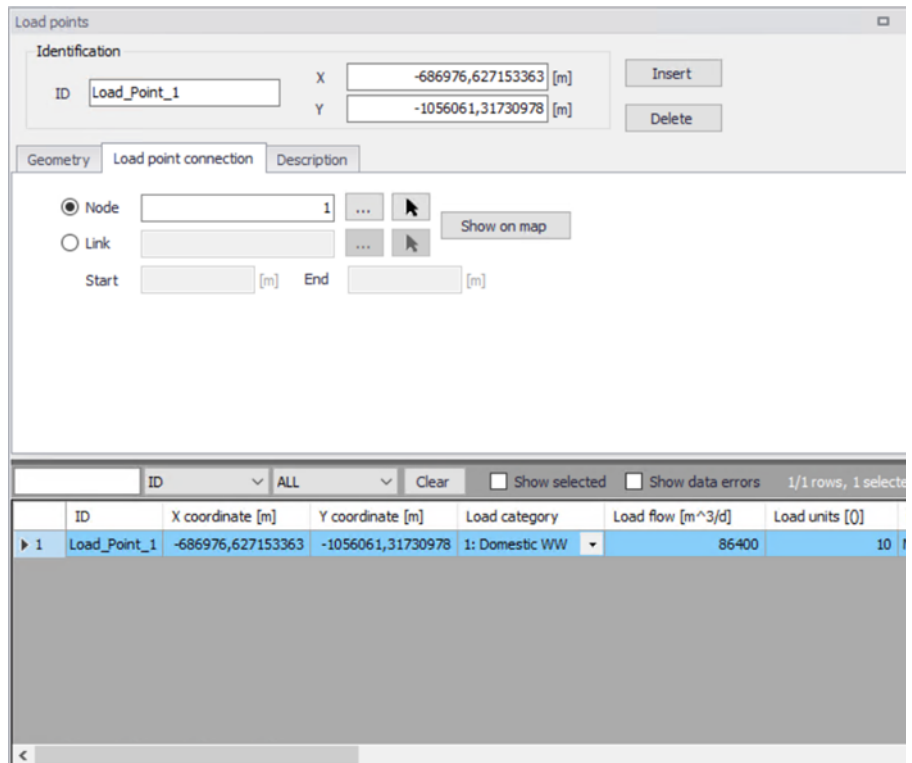 Load points
Identification
ID Load_Point_1 X -686976,627153363 [m] Insert
Y -1056061,31730978 [m] Delete
Geometry Load point connection Description
Node 1 ... Show on map
Link ...
Start [m] End [m]
ID ALL Clear Show selected Show data errors 1/1 rows, 1 selecte
ID X coordinate [m] Y coordinate [m] Load category Load flow [m^3/d] Load units [()]
1 Load_Point_1 -686976,627153363 -1056061,31730978 1: Domestic WW 86400 10